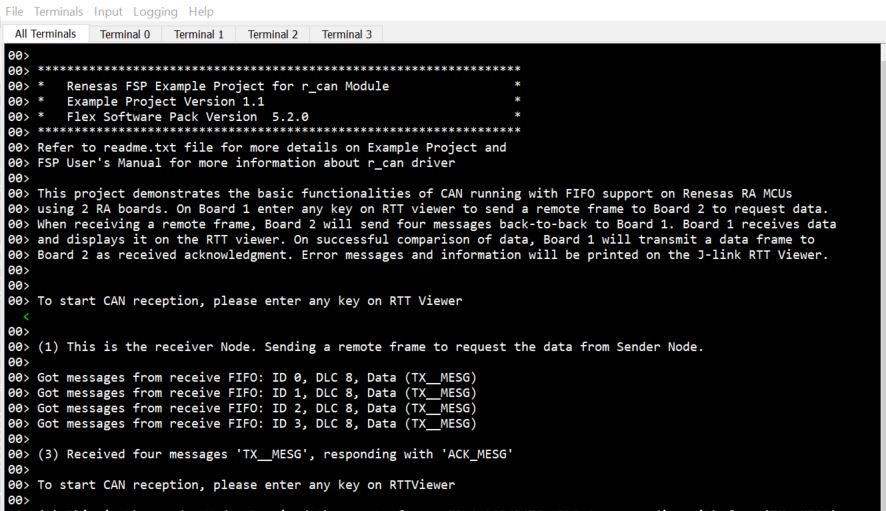 File Terminals Input Logging Help
All Terminals Terminal 0 Terminal 1 Terminal 2 Terminal 3
00>
00> *******************************************************************
00> *   Renesas FSP Example Project for r_can Module                  *
00> *   Example Project Version 1.1                                   *
00> *   Flex Software Pack Version  5.2.0                             *
00> *******************************************************************
00> Refer to readme.txt file for more details on Example Project and
00> FSP User's Manual for more information about r_can driver
00>
00> This project demonstrates the basic functionalities of CAN running with FIFO support on Renesas RA MCUs
00> using 2 RA boards. On Board 1 enter any key on RTT viewer to send a remote frame to Board 2 to request data.
00> When receiving a remote frame, Board 2 will send four messages back-to-back to Board 1. Board 1 receives data
00> and displays it on the RTT viewer. On successful comparison of data, Board 1 will transmit a data frame to
00> Board 2 as received acknowledgment. Error messages and information will be printed on the J-link RTT Viewer.
00>
00>
00> To start CAN reception, please enter any key on RTT Viewer
<
00>
00> (1) This is the receiver Node. Sending a remote frame to request the data from Sender Node.
00>
00> Got messages from receive FIFO: ID 0, DLC 8, Data (TX__MESG)
00> Got messages from receive FIFO: ID 1, DLC 8, Data (TX__MESG)
00> Got messages from receive FIFO: ID 2, DLC 8, Data (TX__MESG)
00> Got messages from receive FIFO: ID 3, DLC 8, Data (TX__MESG)
00>
00> (3) Received four messages 'TX__MESG', responding with 'ACK_MESG'
00>
00> To start CAN reception, please enter any key on RTTViewer
00>